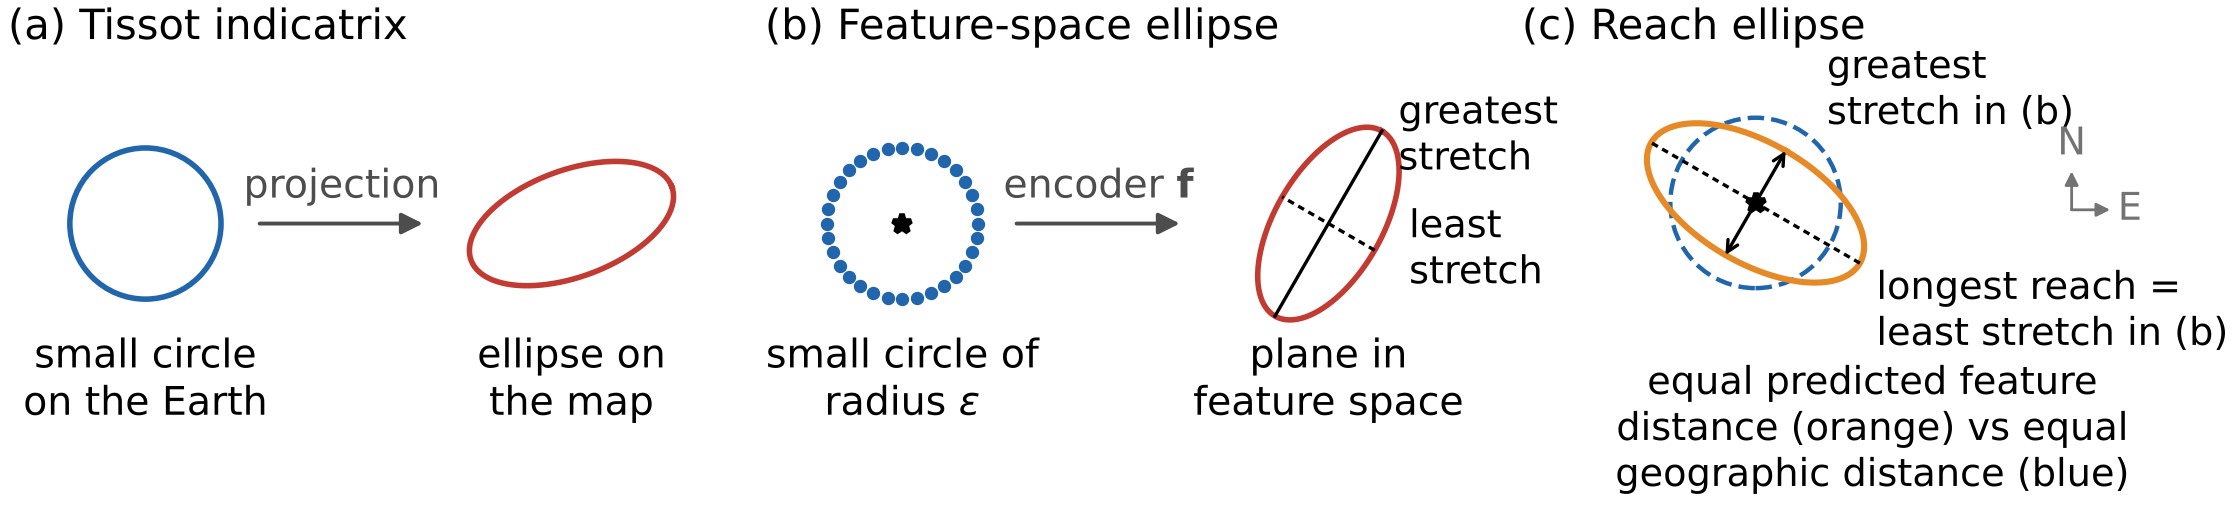 (a) Tissot indicatrix
projection
small circle
on the Earth
ellipse on
the map
(b) Feature-space ellipse
encoder f
greatest
stretch
least
stretch
small circle of
radius ε
plane in
feature space
(c) Reach ellipse
greatest
stretch in (b)
N
E
longest reach =
least stretch in (b)
equal predicted feature
distance (orange) vs equal
geographic distance (blue)